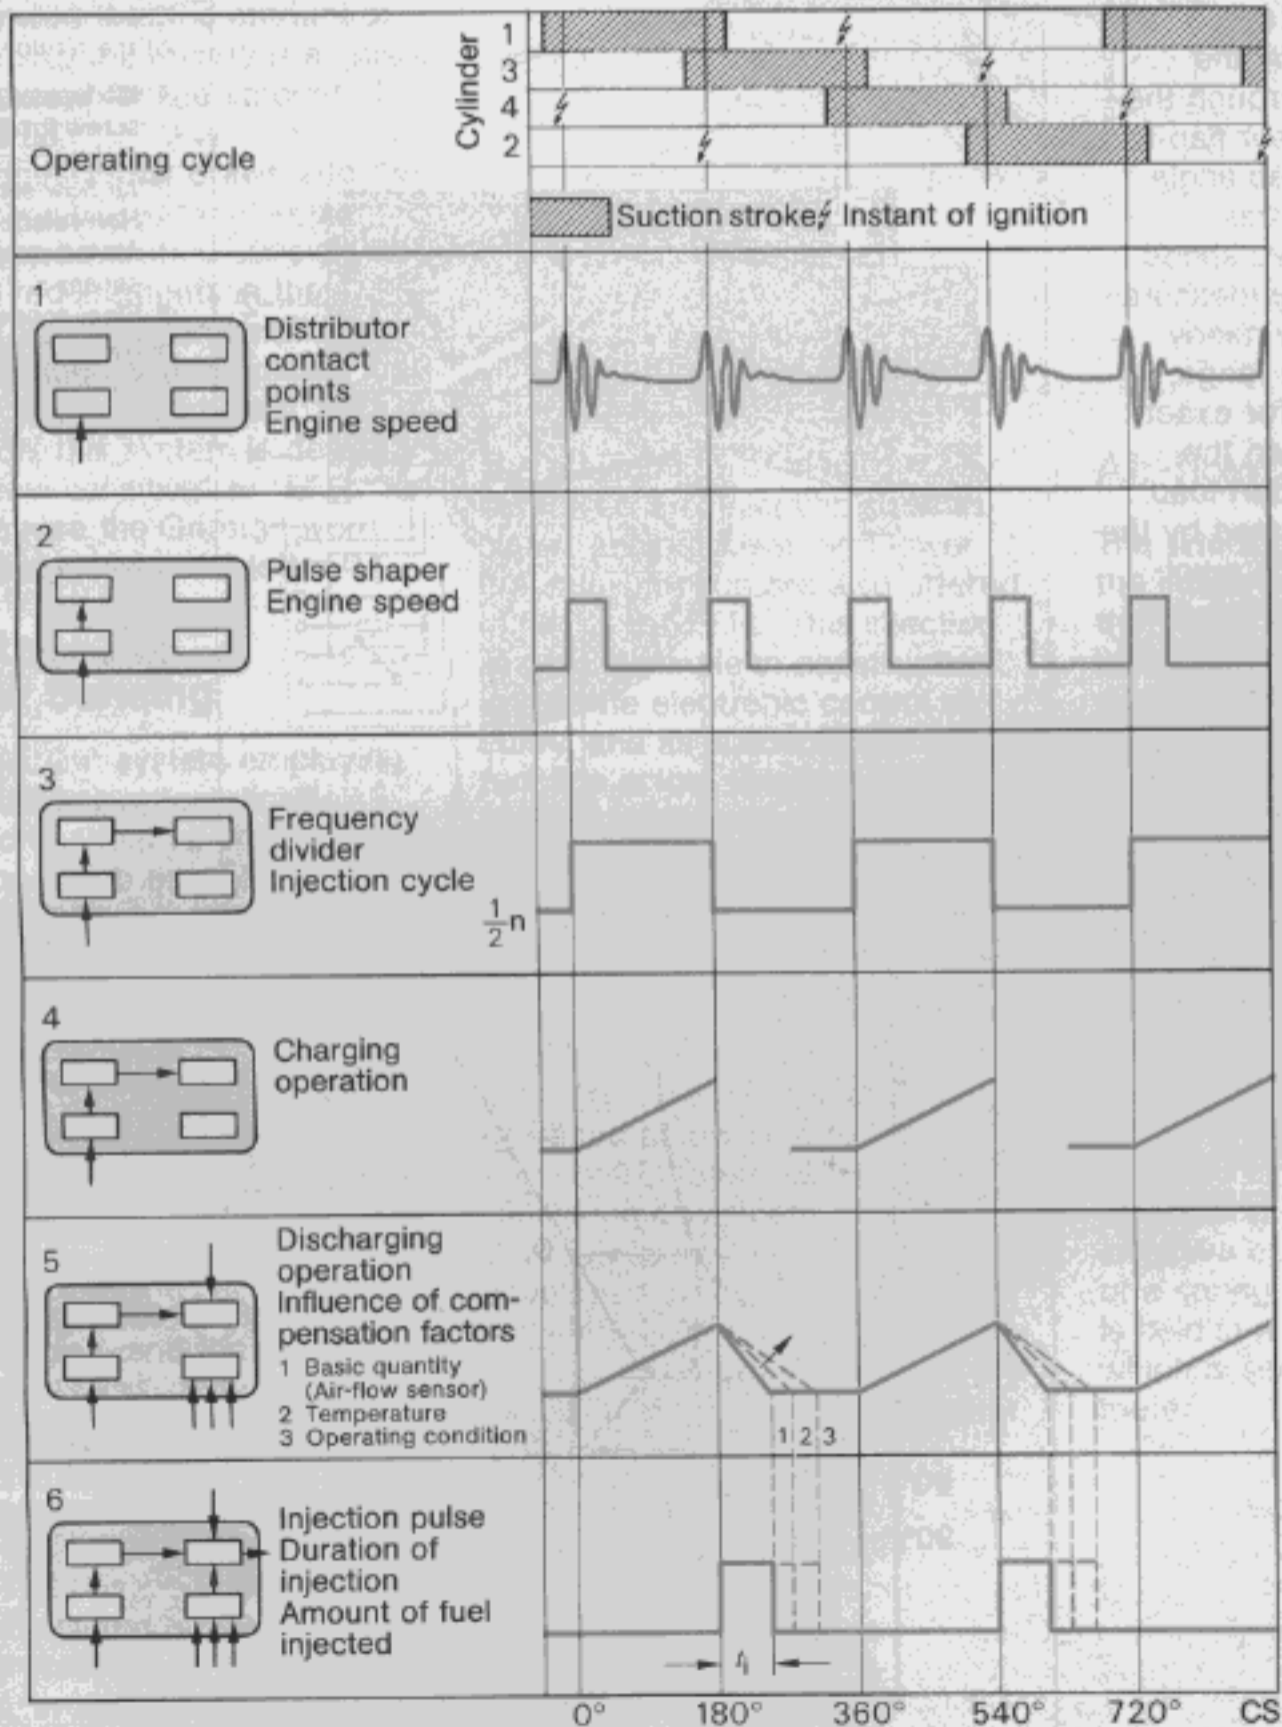 Operating cycle
Cylinder
1
3
4
2
Suction stroke
Instant of ignition
1
Distributor
contact
points
Engine speed
2
Pulse shaper
Engine speed
3
Frequency
divider
Injection cycle
1/2 n
4
Charging
operation
5
Discharging
operation
Influence of com-
pensation factors
1 Basic quantity
(Air-flow sensor)
2 Temperature
3 Operating condition
1 2 3
6
Injection pulse
Duration of
injection
Amount of fuel
injected
ti
0° 180° 360° 540° 720° CS